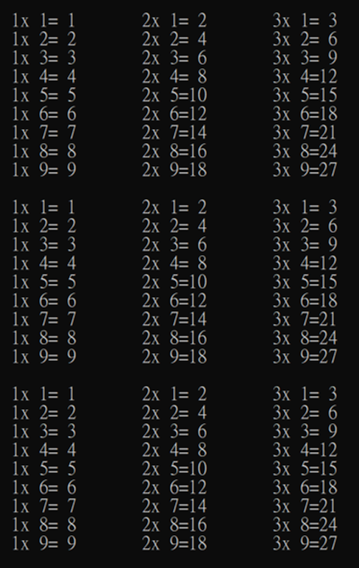 1x 1= 1 2x 1= 2 3x 1= 3
1x 2= 2 2x 2= 4 3x 2= 6
1x 3= 3 2x 3= 6 3x 3= 9
1x 4= 4 2x 4= 8 3x 4=12
1x 5= 5 2x 5=10 3x 5=15
1x 6= 6 2x 6=12 3x 6=18
1x 7= 7 2x 7=14 3x 7=21
1x 8= 8 2x 8=16 3x 8=24
1x 9= 9 2x 9=18 3x 9=27

1x 1= 1 2x 1= 2 3x 1= 3
1x 2= 2 2x 2= 4 3x 2= 6
1x 3= 3 2x 3= 6 3x 3= 9
1x 4= 4 2x 4= 8 3x 4=12
1x 5= 5 2x 5=10 3x 5=15
1x 6= 6 2x 6=12 3x 6=18
1x 7= 7 2x 7=14 3x 7=21
1x 8= 8 2x 8=16 3x 8=24
1x 9= 9 2x 9=18 3x 9=27

1x 1= 1 2x 1= 2 3x 1= 3
1x 2= 2 2x 2= 4 3x 2= 6
1x 3= 3 2x 3= 6 3x 3= 9
1x 4= 4 2x 4= 8 3x 4=12
1x 5= 5 2x 5=10 3x 5=15
1x 6= 6 2x 6=12 3x 6=18
1x 7= 7 2x 7=14 3x 7=21
1x 8= 8 2x 8=16 3x 8=24
1x 9= 9 2x 9=18 3x 9=27